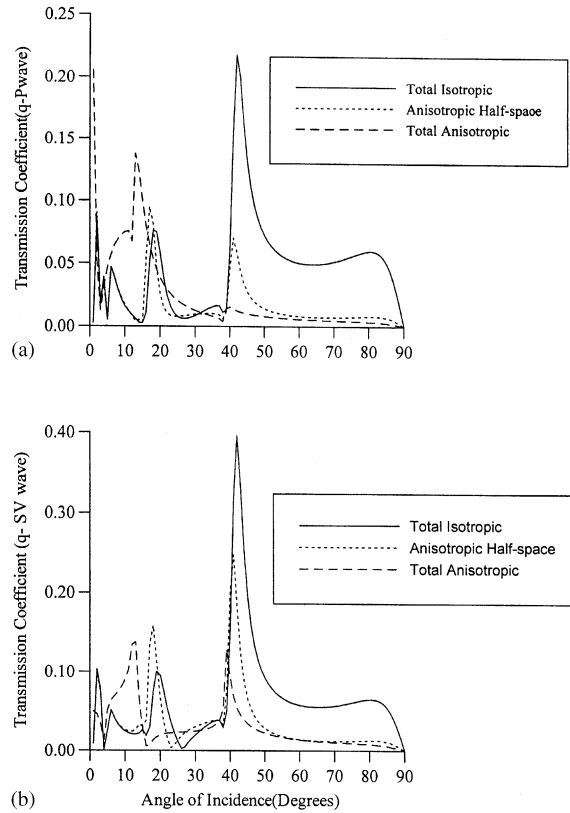 0.25
0.20
0.15
0.10
0.05
0.00
Transmission Coefficient(q-Pwave)
Total Isotropic
Anisotropic Half-space
Total Anisotropic
0 10 20 30 40 50 60 70 80 90
(a)
0.40
0.30
0.20
0.10
0.00
Transmission Coefficient (q- SV wave)
Total Isotropic
Anisotropic Half-space
Total Anisotropic
0 10 20 30 40 50 60 70 80 90
(b)
Angle of Incidence(Degrees)